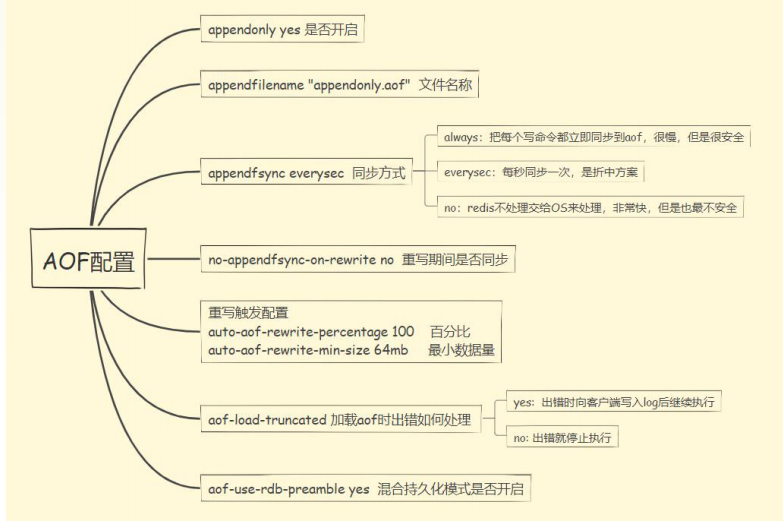 appendonly yes 是否开启
appendfilename "appendonly.aof" 文件名称
appendfsync everysec 同步方式
always：把每个写命令都立即同步到aof，很慢，但是很安全
everysec：每秒同步一次，是折中方案
no：redis不处理交给OS来处理，非常快，但是也最不安全
AOF配置
no-appendfsync-on-rewrite no 重写期间是否同步
重写触发配置
auto-aof-rewrite-percentage 100 百分比
auto-aof-rewrite-min-size 64mb 最小数据量
aof-load-truncated 加载aof时出错如何处理
yes: 出错时向客户端写入log后继续执行
no: 出错就停止执行
aof-use-rdb-preamble yes 混合持久化模式是否开启